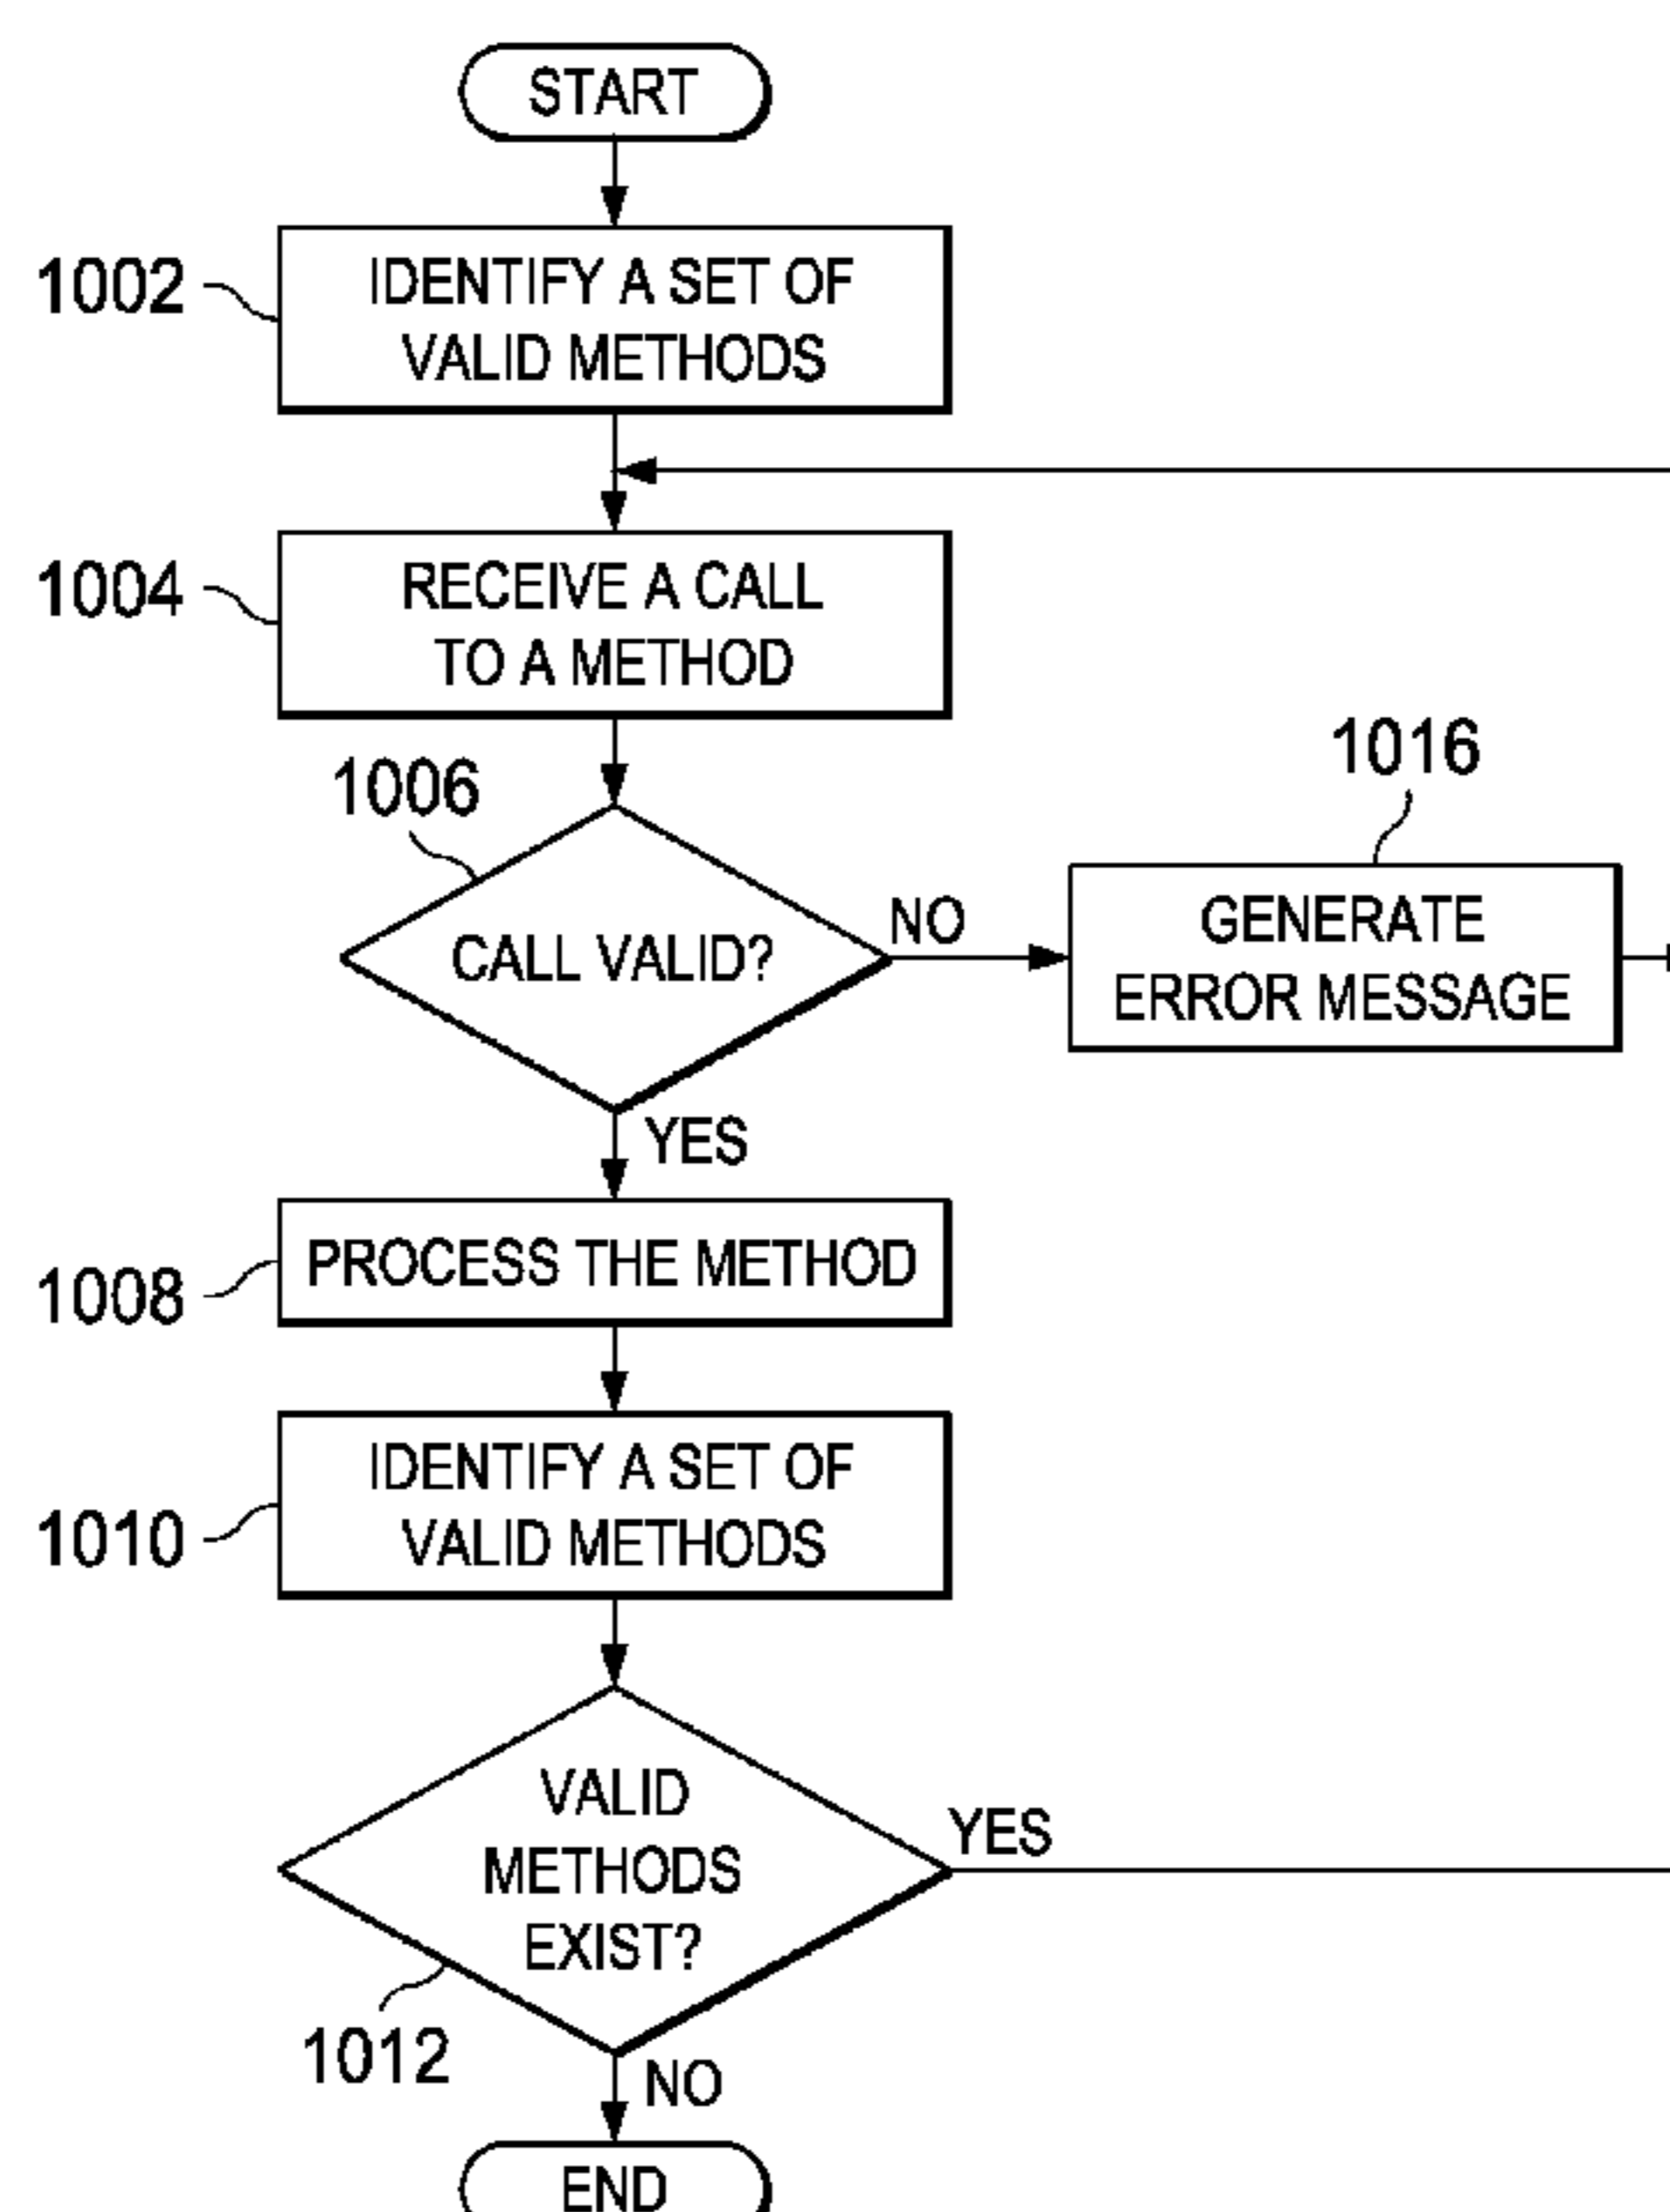 START
1002
IDENTIFY A SET OF
VALID METHODS
1004
RECEIVE A CALL
TO A METHOD
1006
CALL VALID?
NO
1016
GENERATE
ERROR MESSAGE
YES
1008
PROCESS THE METHOD
1010
IDENTIFY A SET OF
VALID METHODS
VALID
METHODS
EXIST?
YES
1012
NO
END